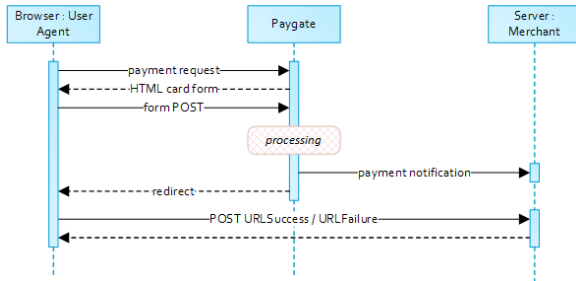 Browser : User
Agent
Paygate
Server :
Merchant
payment request
HTML card form
form POST
processing
payment notification
redirect
POST URLSuccess / URLFailure